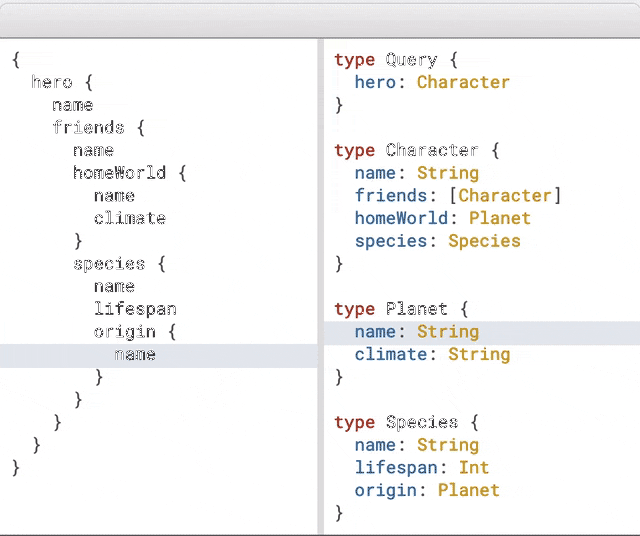 {
  hero {
    name
    friends {
      name
      homeWorld {
        name
        climate
      }
      species {
        name
        lifespan
        origin {
          name
        }
      }
    }
  }
}
type Query {
  hero: Character
}
type Character {
  name: String
  friends: [Character]
  homeWorld: Planet
  species: Species
}
type Planet {
  name: String
  climate: String
}
type Species {
  name: String
  lifespan: Int
  origin: Planet
}